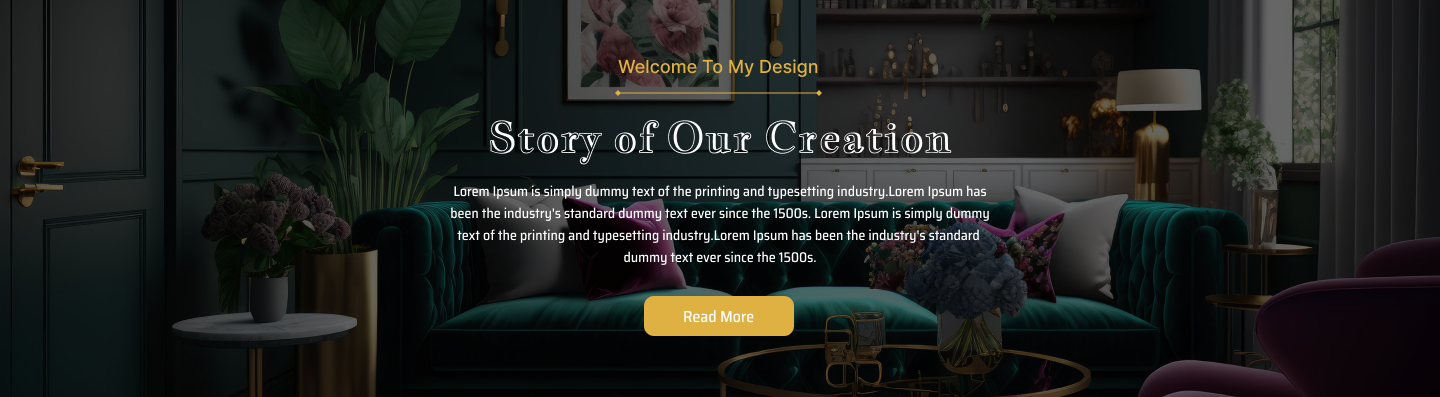 Welcome To My Design
Story of Our Creation
Lorem Ipsum is simply dummy text of the printing and typesetting industry.Lorem Ipsum has
been the industry's standard dummy text ever since the 1500s. Lorem Ipsum is simply dummy
text of the printing and typesetting industry.Lorem Ipsum has been the industry's standard
dummy text ever since the 1500s.
Read More